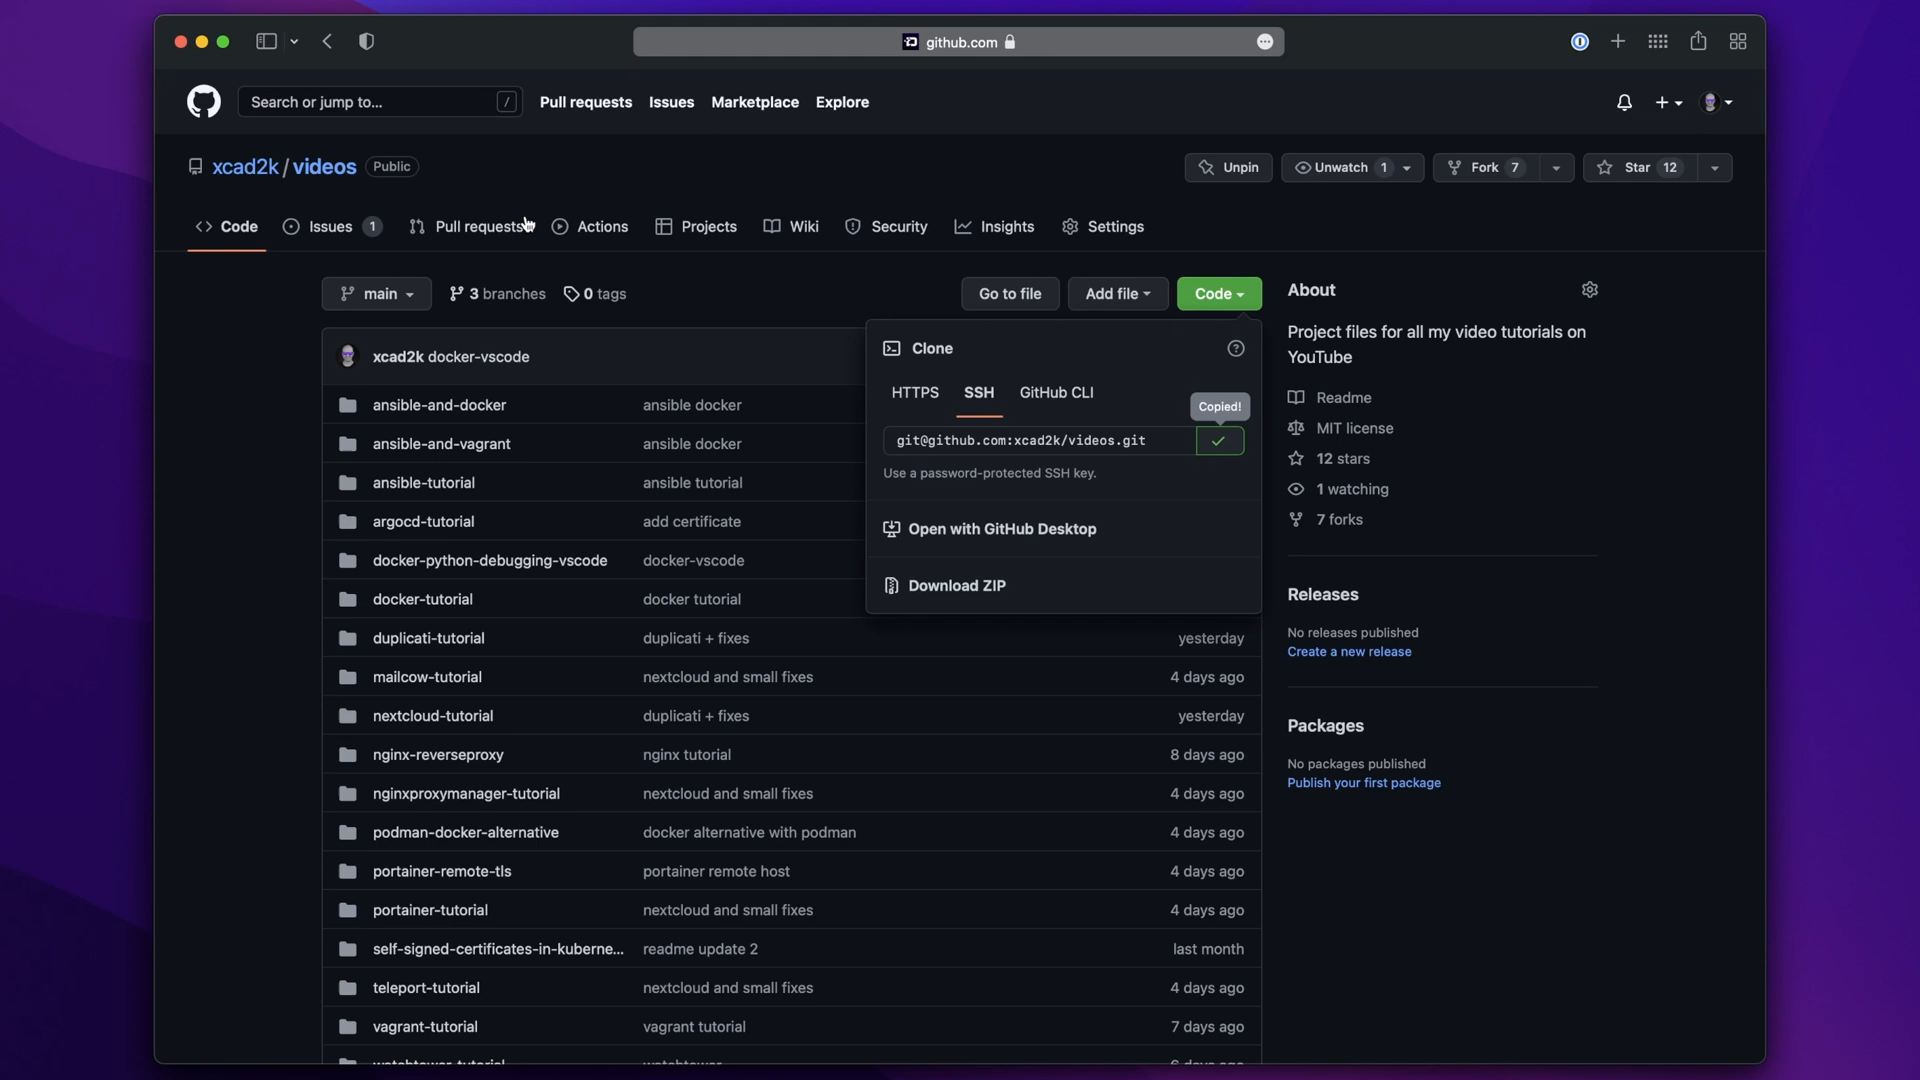 github.com
Search or jump to... /
Pull requests Issues Marketplace Explore
xcad2k / videos Public
Unpin Unwatch 1 Fork 7 Star 12
Code Issues 1 Pull requests Actions Projects Wiki Security Insights Settings
main 3 branches 0 tags Go to file Add file Code
xcad2k docker-vscode
ansible-and-docker ansible docker
ansible-and-vagrant ansible docker
ansible-tutorial ansible tutorial
argocd-tutorial add certificate
docker-python-debugging-vscode docker-vscode
docker-tutorial docker tutorial
duplicati-tutorial duplicati + fixes yesterday
mailcow-tutorial nextcloud and small fixes 4 days ago
nextcloud-tutorial duplicati + fixes yesterday
nginx-reverseproxy nginx tutorial 8 days ago
nginxproxymanager-tutorial nextcloud and small fixes 4 days ago
podman-docker-alternative docker alternative with podman 4 days ago
portainer-remote-tls portainer remote host 4 days ago
portainer-tutorial nextcloud and small fixes 4 days ago
self-signed-certificates-in-kuberne... readme update 2 last month
teleport-tutorial nextcloud and small fixes 4 days ago
vagrant-tutorial vagrant tutorial 7 days ago
Clone
HTTPS SSH GitHub CLI
Copied!
git@github.com:xcad2k/videos.git
Use a password-protected SSH key.
Open with GitHub Desktop
Download ZIP
About
Project files for all my video tutorials on
YouTube
Readme
MIT license
12 stars
1 watching
7 forks
Releases
No releases published
Create a new release
Packages
No packages published
Publish your first package